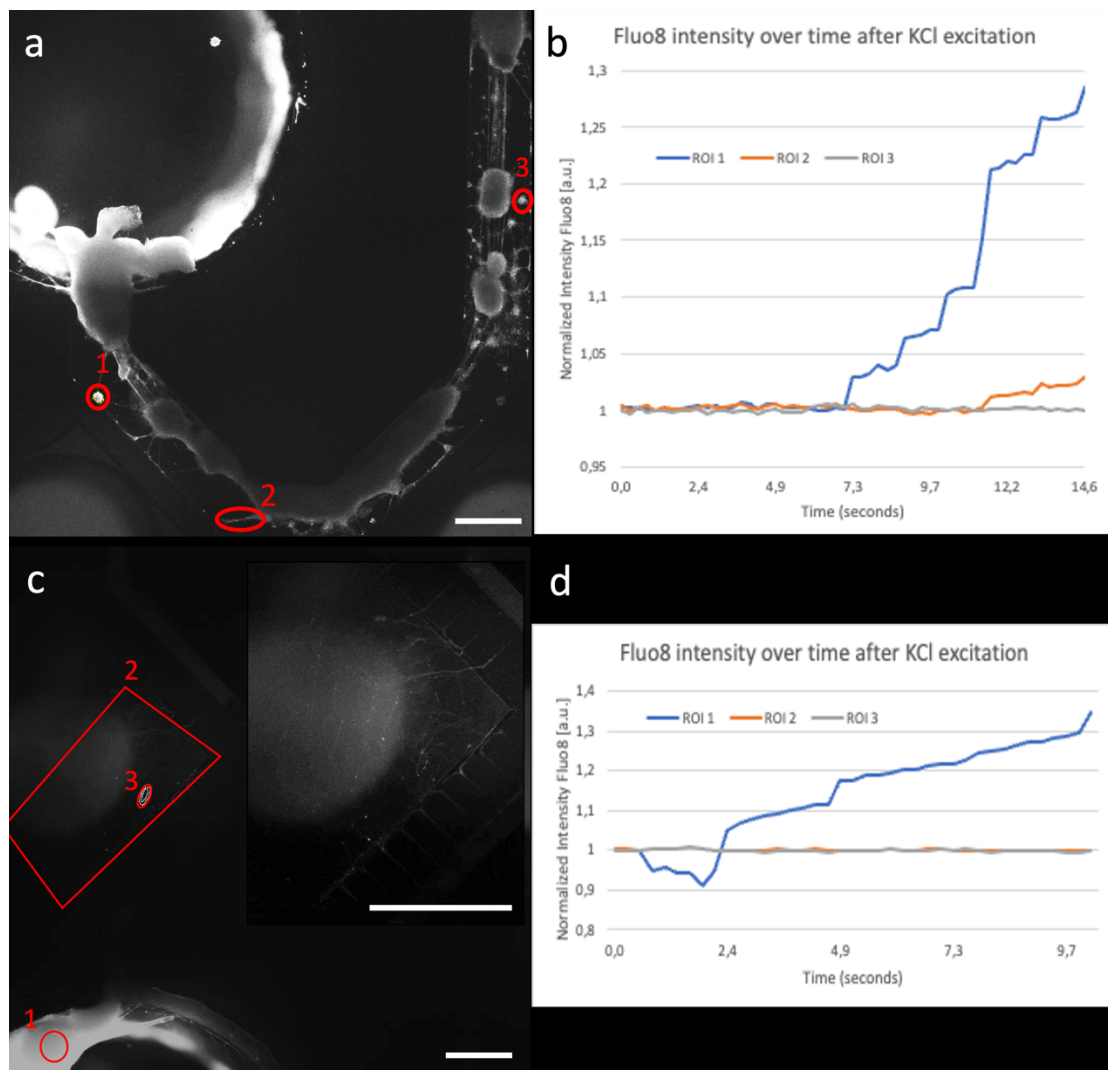 a
1
2
3
b
Fluo8 intensity over time after KCl excitation
Normalized Intensity Fluo8 [a.u.]
1,3
1,25
1,2
1,15
1,1
1,05
1
0,95
ROI 1 ROI 2 ROI 3
0,0 2,4 4,9 7,3 9,7 12,2 14,6
Time (seconds)
c
2
3
1
d
Fluo8 intensity over time after KCl excitation
Normalized Intensity Fluo8 [a.u.]
1,4
1,3
1,2
1,1
1
0,9
0,8
ROI 1 ROI 2 ROI 3
0,0 2,4 4,9 7,3 9,7
Time (seconds)